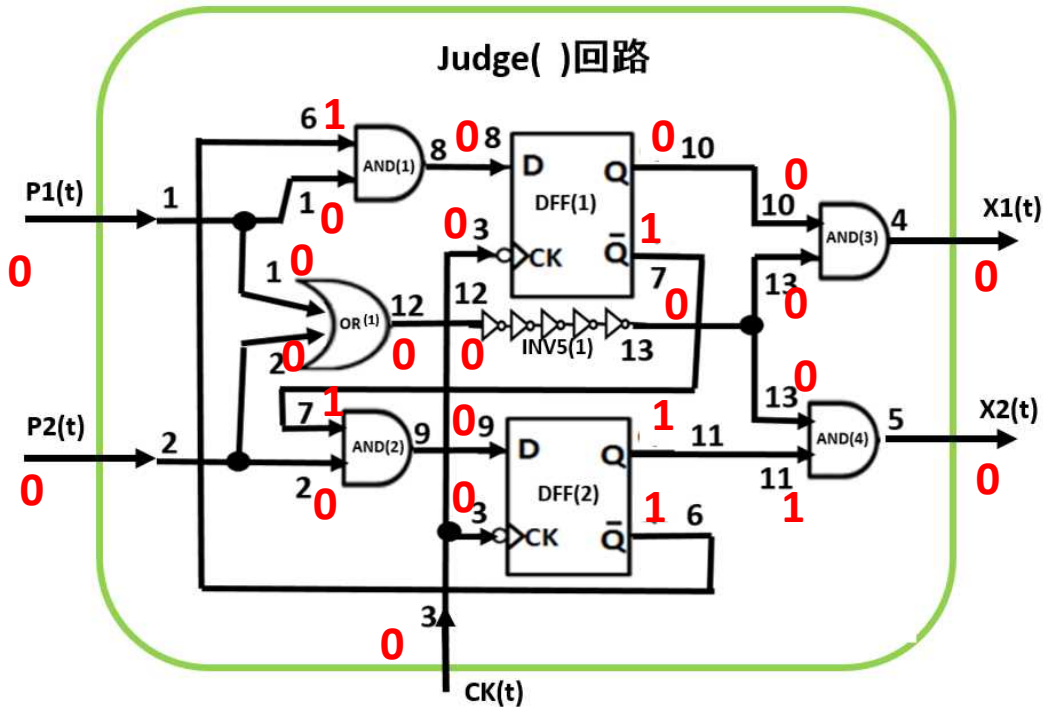 Judge( )回路
6 1
AND(1)
8 0 8
D
Q
0 10
DFF(1)
P1(t)
1
1 0
0 3
CK
Q̅
1
7
0
10
AND(3)
4
X1(t)
0
0
1 0
OR(1)
12
12
INV5(1)
13
0
13 0
2 0
0
0
7 1
AND(2)
9 0 9
D
Q
1 11
DFF(2)
0
13
AND(4)
5
X2(t)
P2(t)
2
2 0
0 3
CK
Q̅
1 6
11 1
0
0
3
0
CK(t)